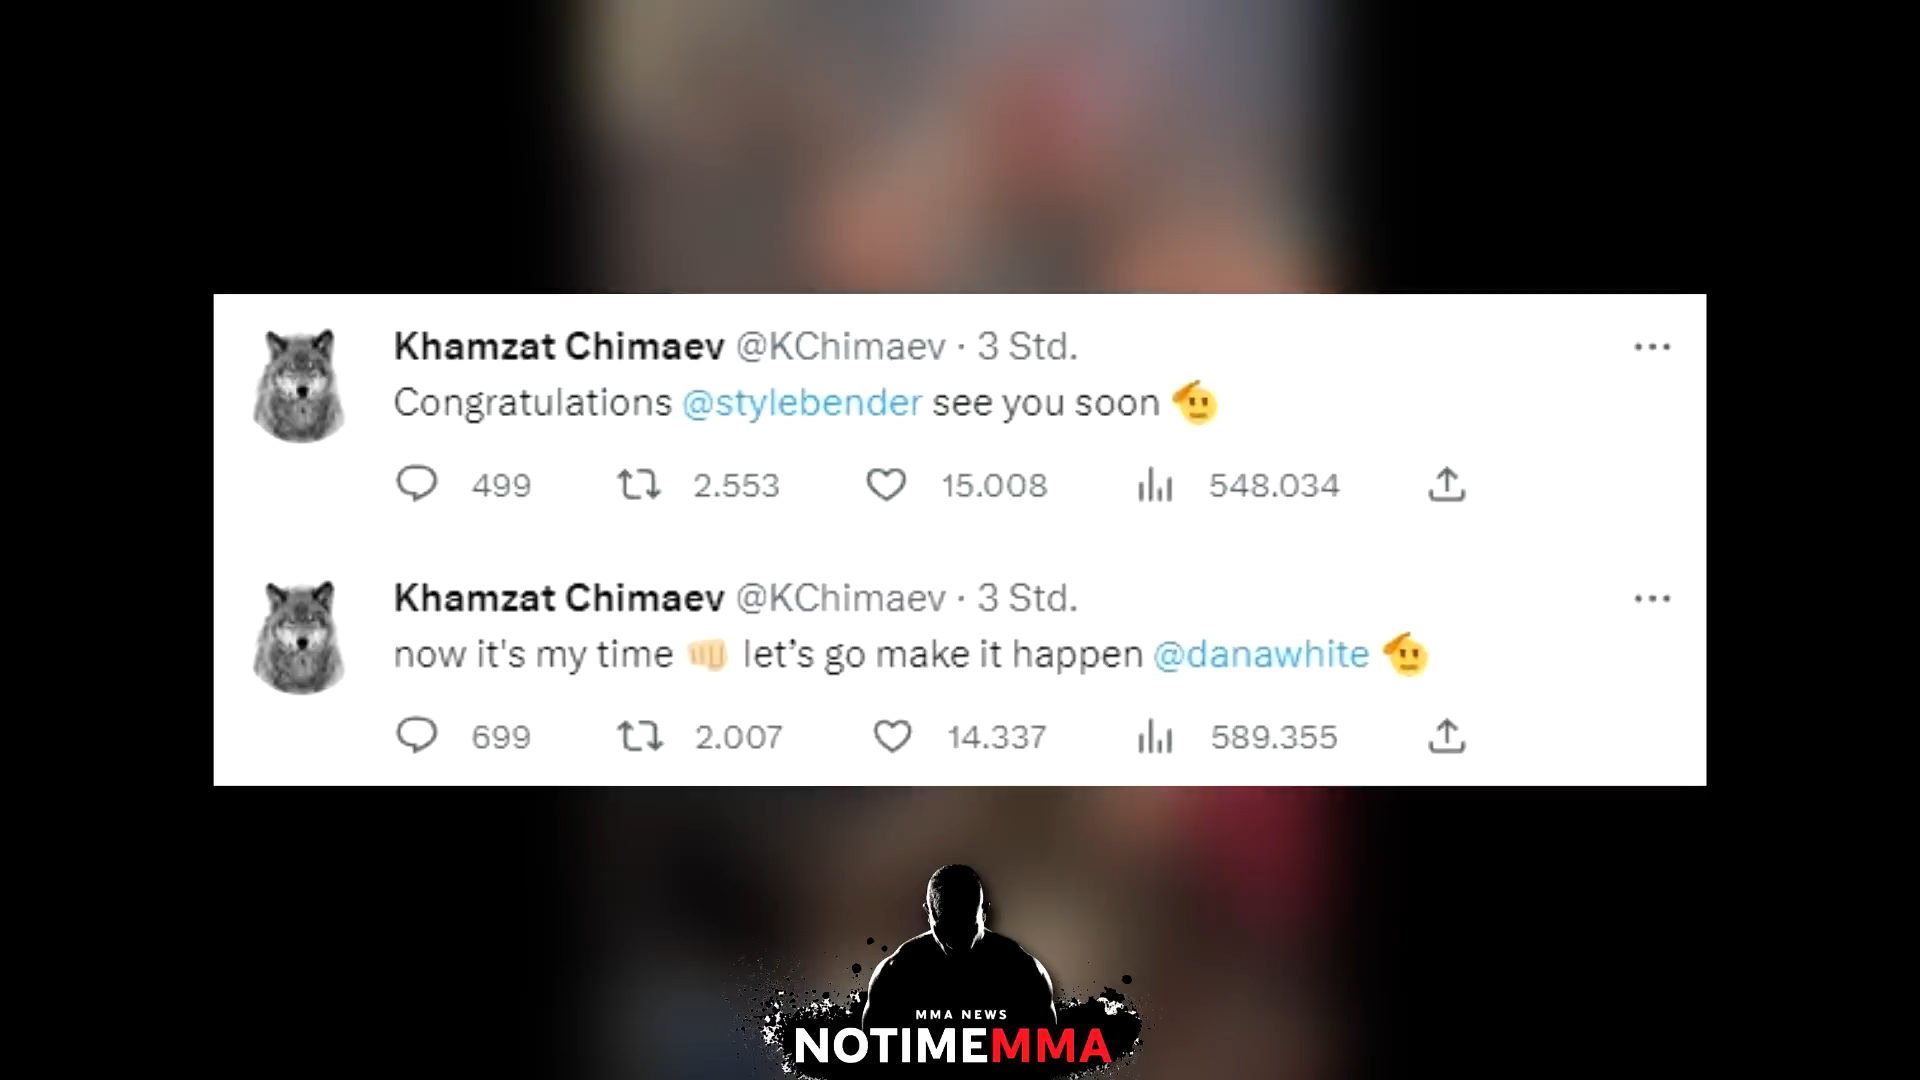 Khamzat Chimaev @KChimaev · 3 Std.
Congratulations @stylebender see you soon 🫡
499 2.553 15.008 548.034
Khamzat Chimaev @KChimaev · 3 Std.
now it's my time 👊🏻 let’s go make it happen @danawhite 🫡
699 2.007 14.337 589.355
MMA NEWS
NOTIMEMMA